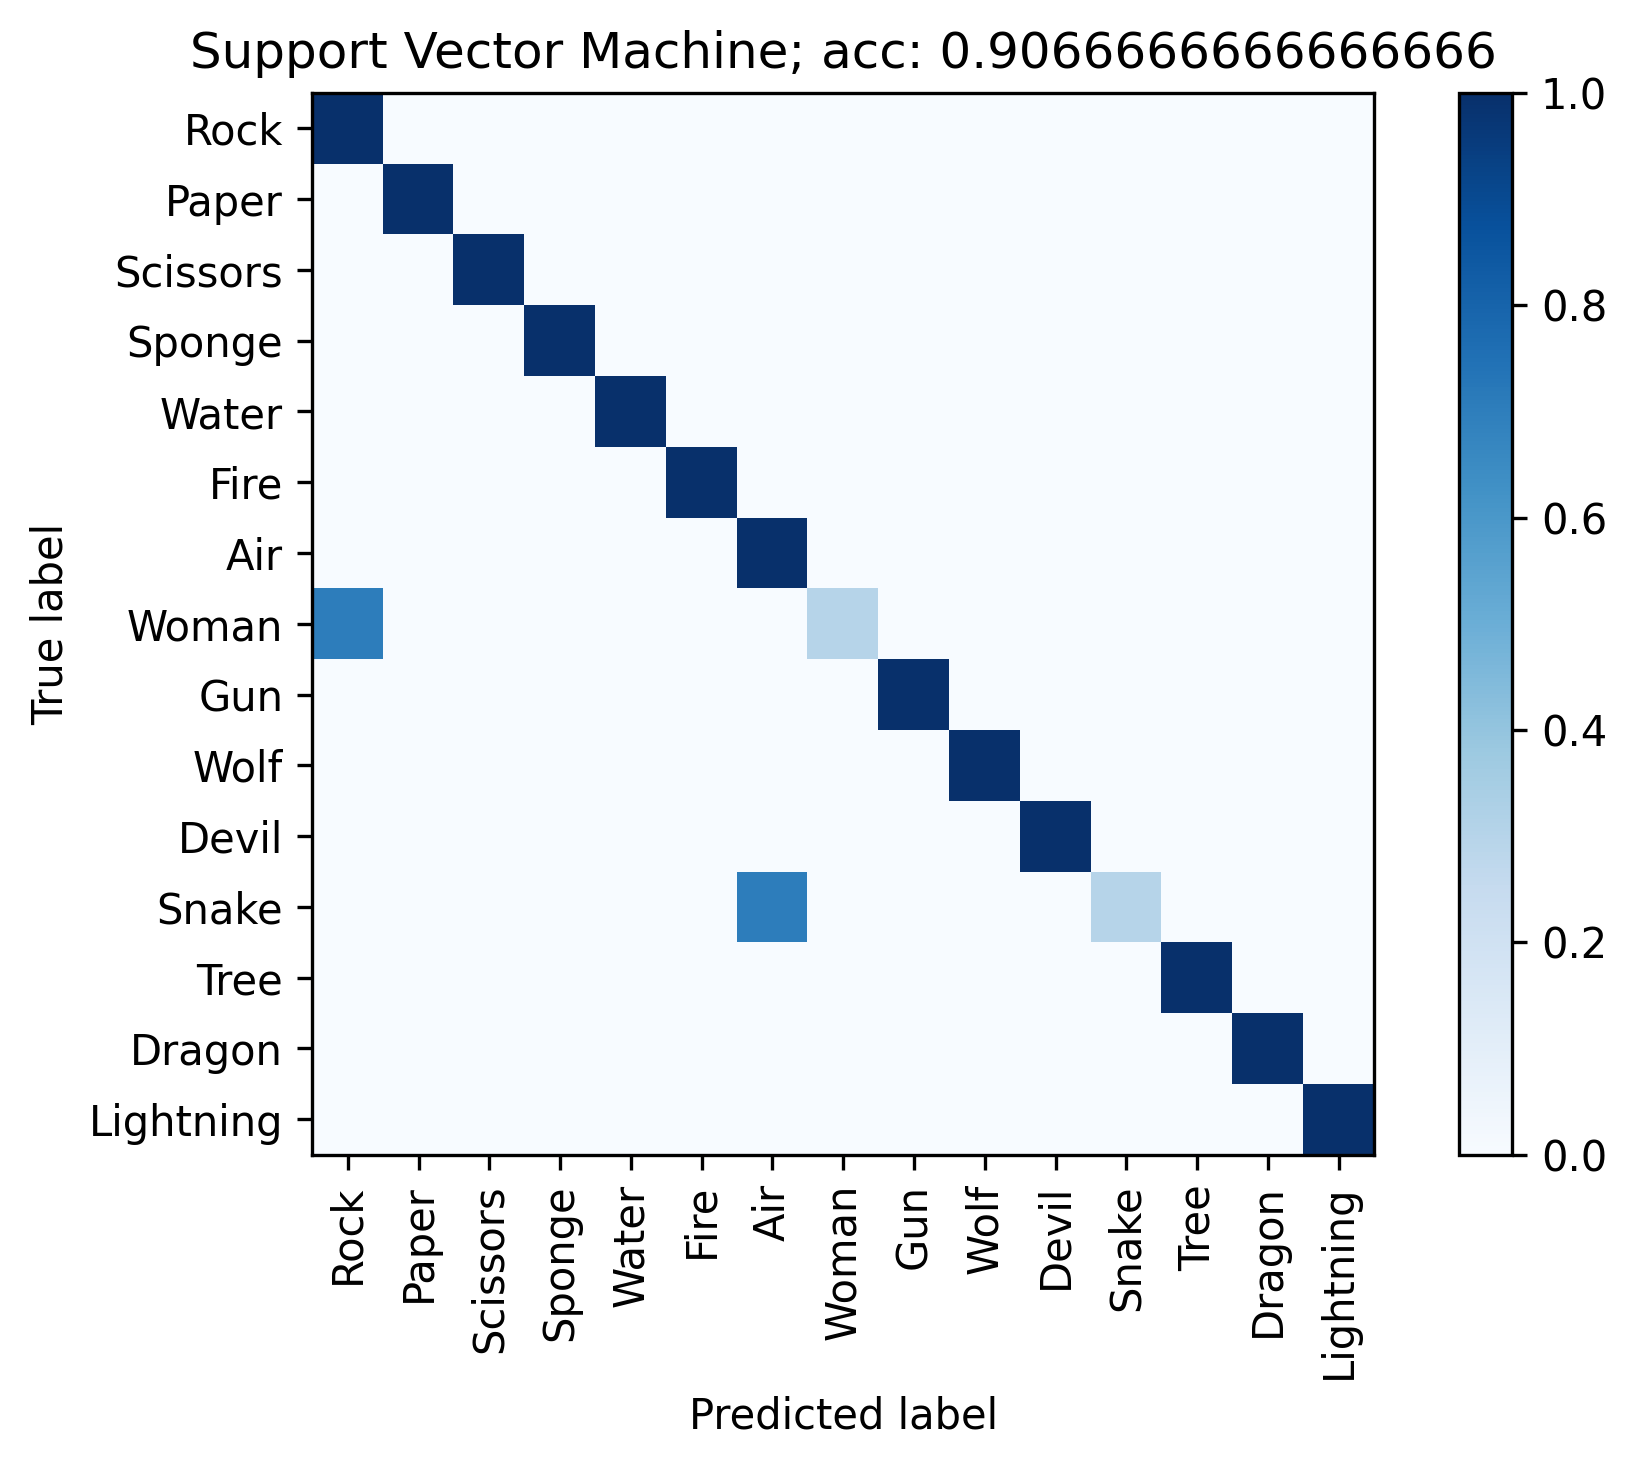 Support Vector Machine; acc: 0.9066666666666666
Rock
Paper
Scissors
Sponge
Water
Fire
Air
Woman
Gun
Wolf
Devil
Snake
Tree
Dragon
Lightning
True label
Rock
Paper
Scissors
Sponge
Water
Fire
Air
Woman
Gun
Wolf
Devil
Snake
Tree
Dragon
Lightning
Predicted label
1.0
0.8
0.6
0.4
0.2
0.0